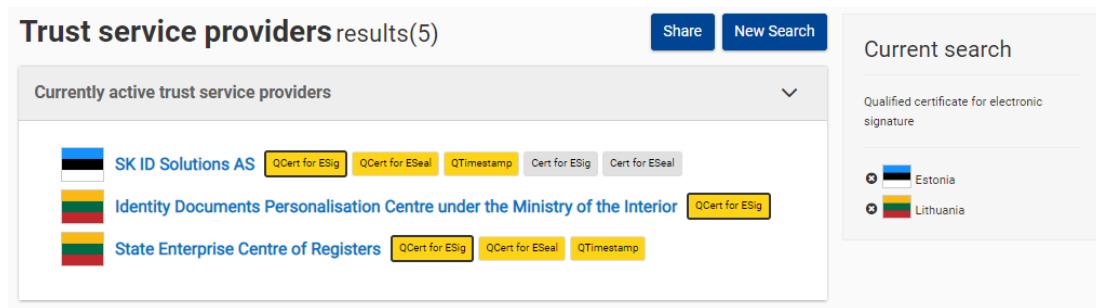 Trust service providers results(5)
Share
New Search
Currently active trust service providers
SK ID Solutions AS QCert for ESig QCert for ESeal QTimestamp Cert for ESig Cert for ESeal
Identity Documents Personalisation Centre under the Ministry of the Interior QCert for ESig
State Enterprise Centre of Registers QCert for ESig QCert for ESeal QTimestamp
Current search
Qualified certificate for electronic
signature
Estonia
Lithuania